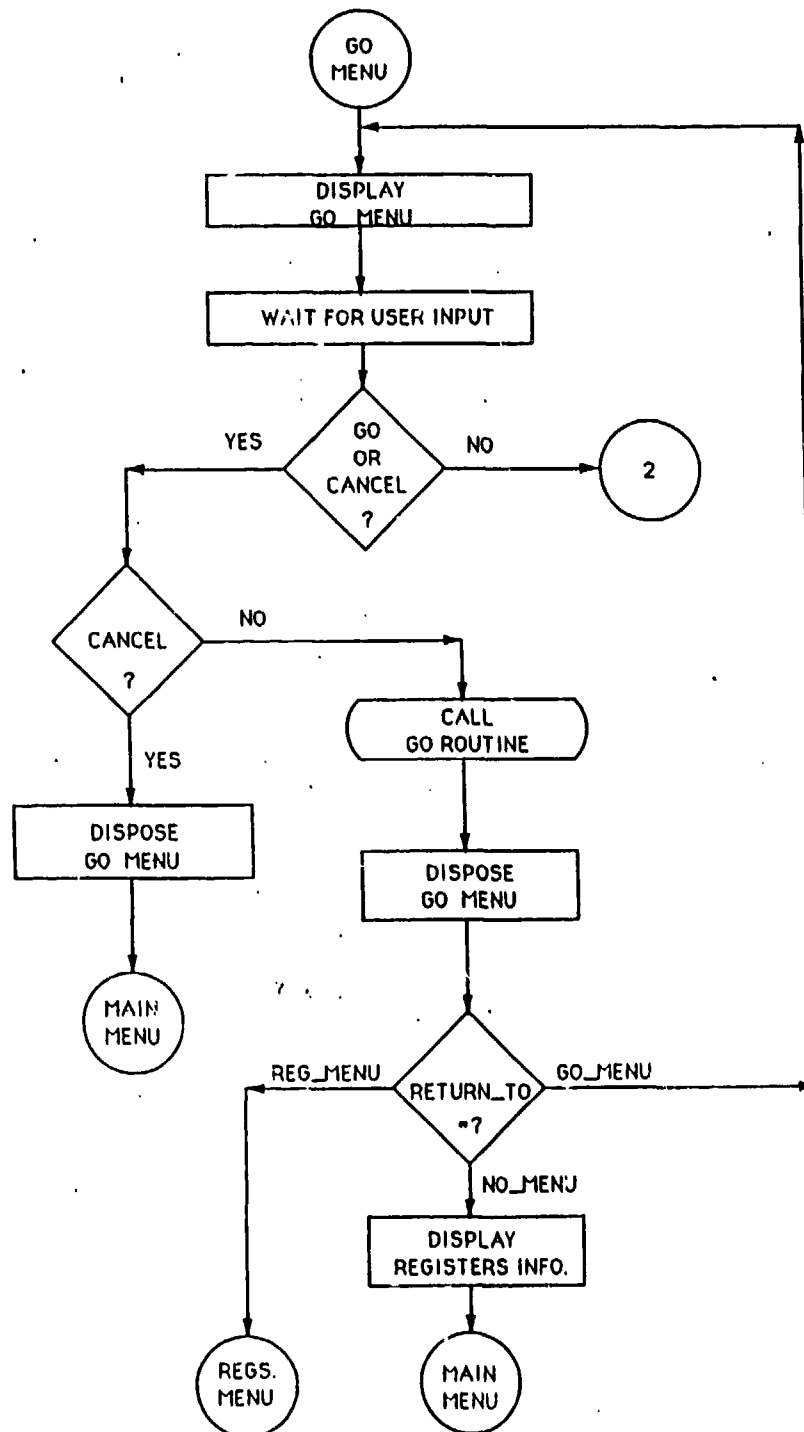 GO
MENU
DISPLAY
GO MENU
WAIT FOR USER INPUT
YES
GO
OR
CANCEL
?
NO
2
CANCEL
?
NO
YES
CALL
GO ROUTINE
DISPOSE
GO MENU
DISPOSE
GO MENU
MAIN
MENU
REG_MENU
RETURN_TO
=?
GO_MENU
NO_MENU
DISPLAY
REGISTERS INFO.
REGS.
MENU
MAIN
MENU